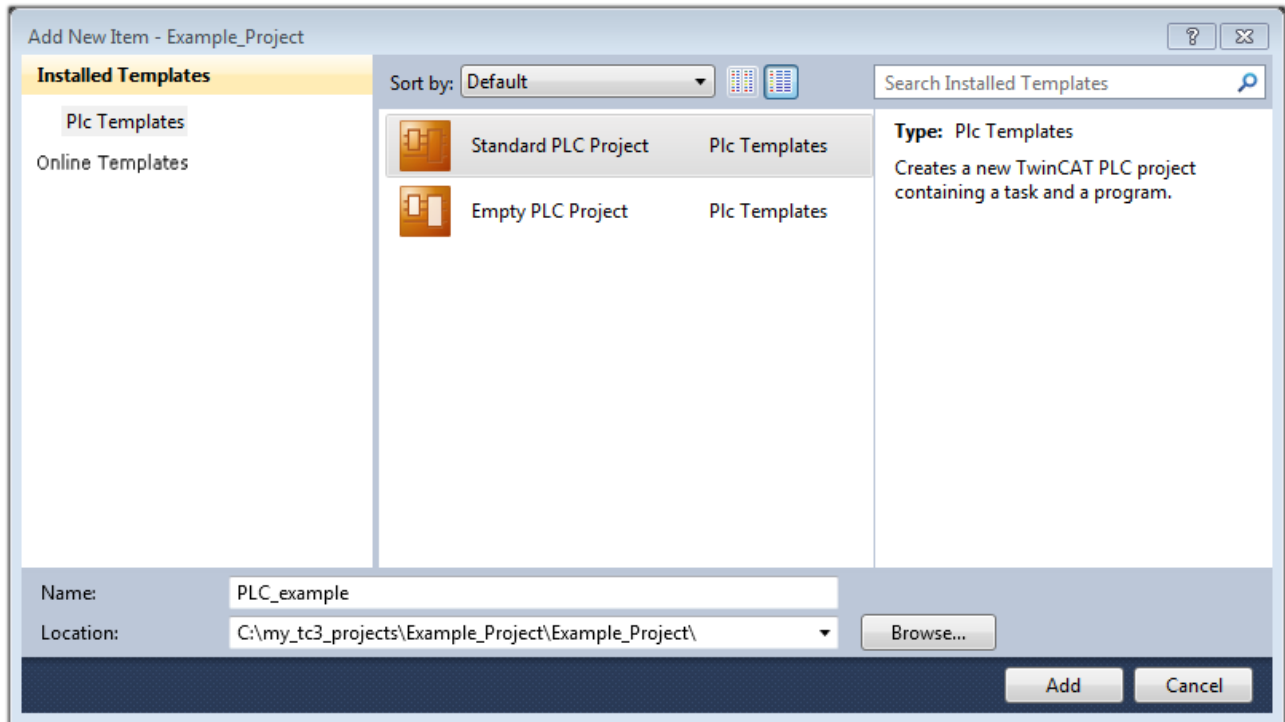 Add New Item - Example_Project
Installed Templates
Plc Templates
Online Templates
Sort by: Default
Search Installed Templates
Standard PLC Project Plc Templates
Empty PLC Project Plc Templates
Type: Plc Templates
Creates a new TwinCAT PLC project
containing a task and a program.
Name: PLC_example
Location: C:\my_tc3_projects\Example_Project\Example_Project\
Browse...
Add Cancel